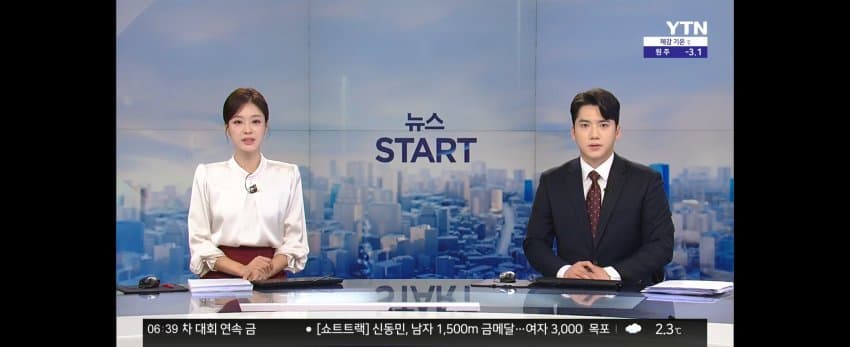 YTN
체감 기온 ℃
원주 -3.1
뉴스
START
06:39 차 대회 연속 금 • [쇼트트랙] 신동민, 남자 1,500m 금메달…여자 3,000 목포 2.3℃